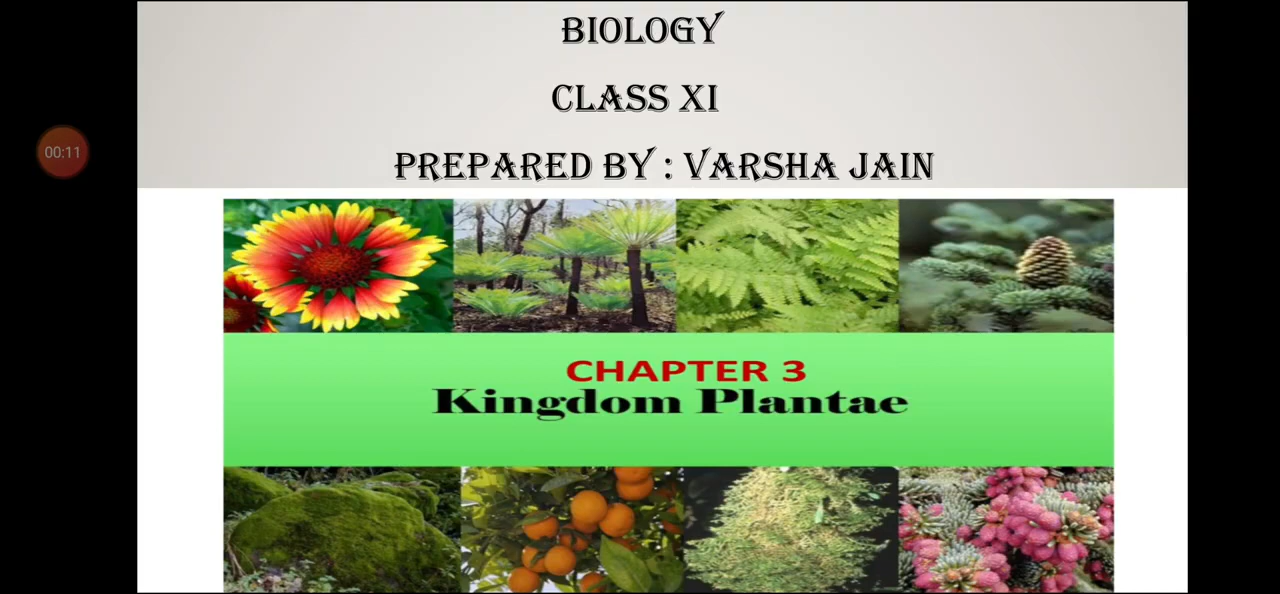 BIOLOGY
CLASS XI
PREPARED BY : VARSHA JAIN
00:11
CHAPTER 3
Kingdom Plantae